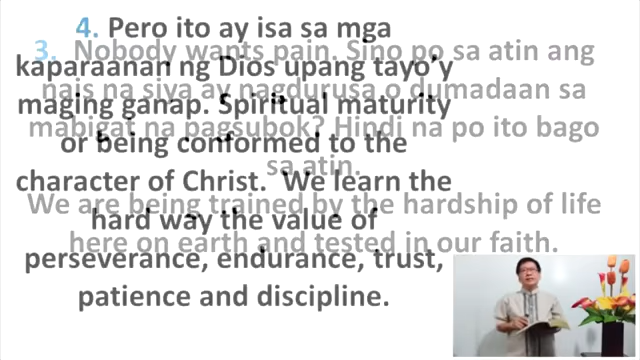 4. Pero ito ay isa sa mga
kaparaanan ng Dios upang tayo'y
maging ganap. Spiritual maturity
or being conformed to the
character of Christ. We learn the
hard way the value of
perseverance, endurance, trust,
patience and discipline.
3. Nobody wants pain. Sino po sa atin ang
nais na siya ay nagdurusa o dumadaan sa
mabigat na pagsubok? Hindi na po ito bago
sa atin.
We are being trained by the hardship of life
here on earth and tested in our faith.